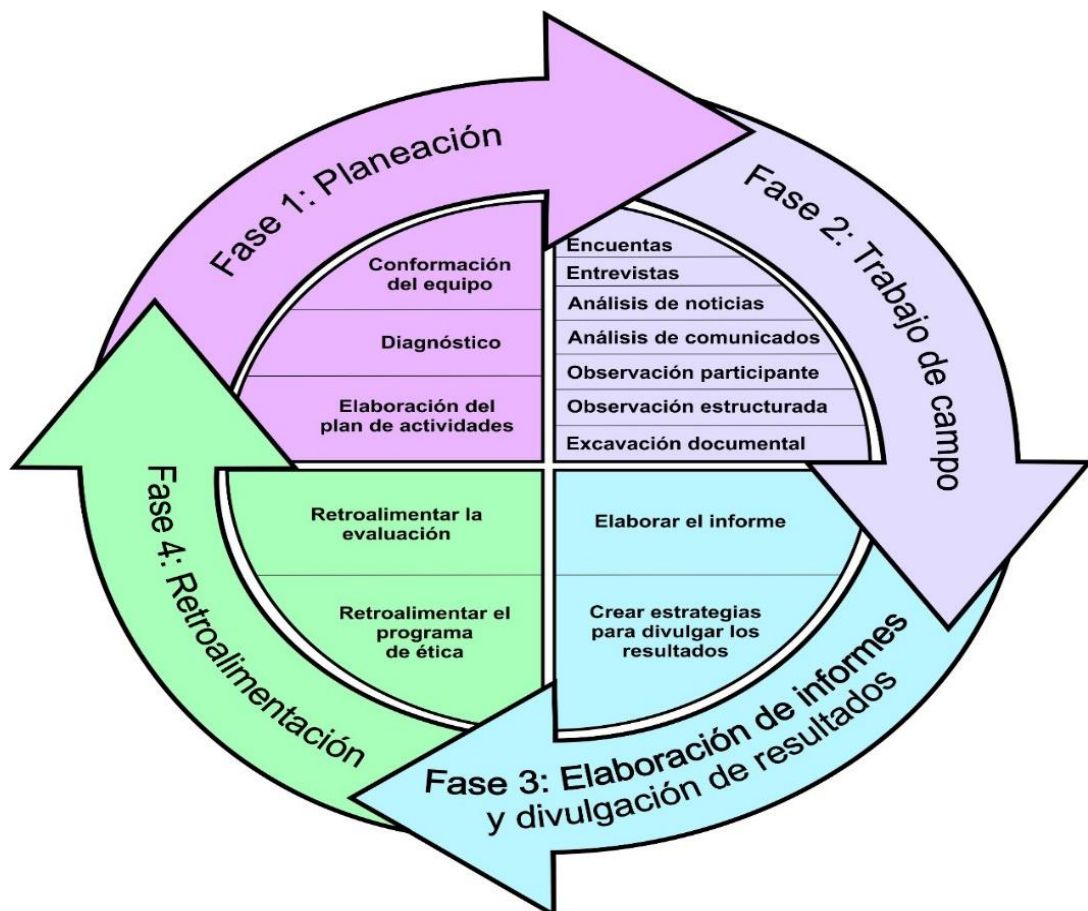 Fase 1: Planeación
Conformación
del equipo
Diagnóstico
Elaboración del
plan de actividades
Fase 2: Trabajo de campo
Encuentas
Entrevistas
Análisis de noticias
Análisis de comunicados
Observación participante
Observación estructurada
Excavación documental
Fase 3: Elaboración de informes
y divulgación de resultados
Elaborar el informe
Crear estrategias
para divulgar los
resultados
Fase 4: Retroalimentación
Retroalimentar la
evaluación
Retroalimentar el
programa
de ética